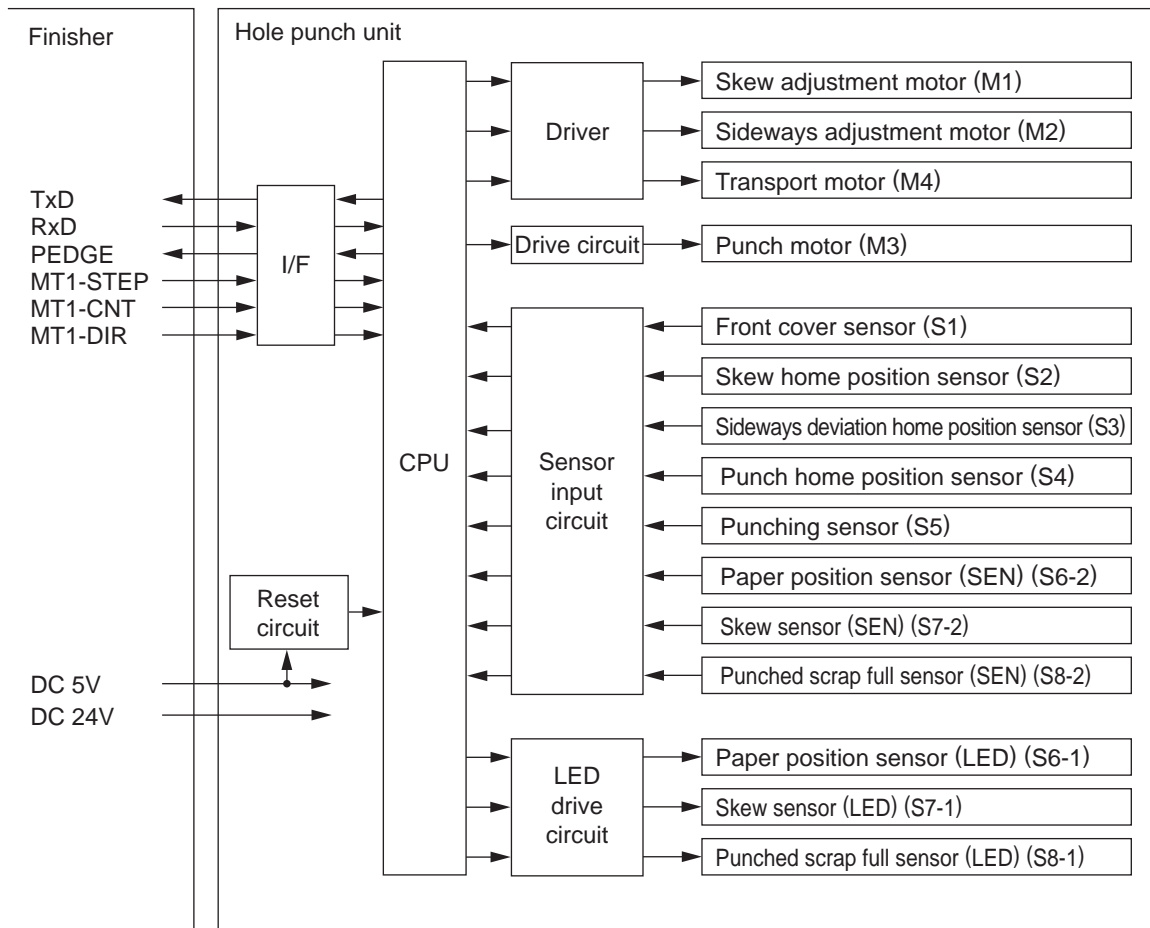 Finisher
Hole punch unit
TxD
RxD
PEDGE
MT1-STEP
MT1-CNT
MT1-DIR
I/F
Reset
circuit
DC 5V
DC 24V
CPU
Driver
Drive circuit
Sensor
input
circuit
LED
drive
circuit
Skew adjustment motor (M1)
Sideways adjustment motor (M2)
Transport motor (M4)
Punch motor (M3)
Front cover sensor (S1)
Skew home position sensor (S2)
Sideways deviation home position sensor (S3)
Punch home position sensor (S4)
Punching sensor (S5)
Paper position sensor (SEN) (S6-2)
Skew sensor (SEN) (S7-2)
Punched scrap full sensor (SEN) (S8-2)
Paper position sensor (LED) (S6-1)
Skew sensor (LED) (S7-1)
Punched scrap full sensor (LED) (S8-1)